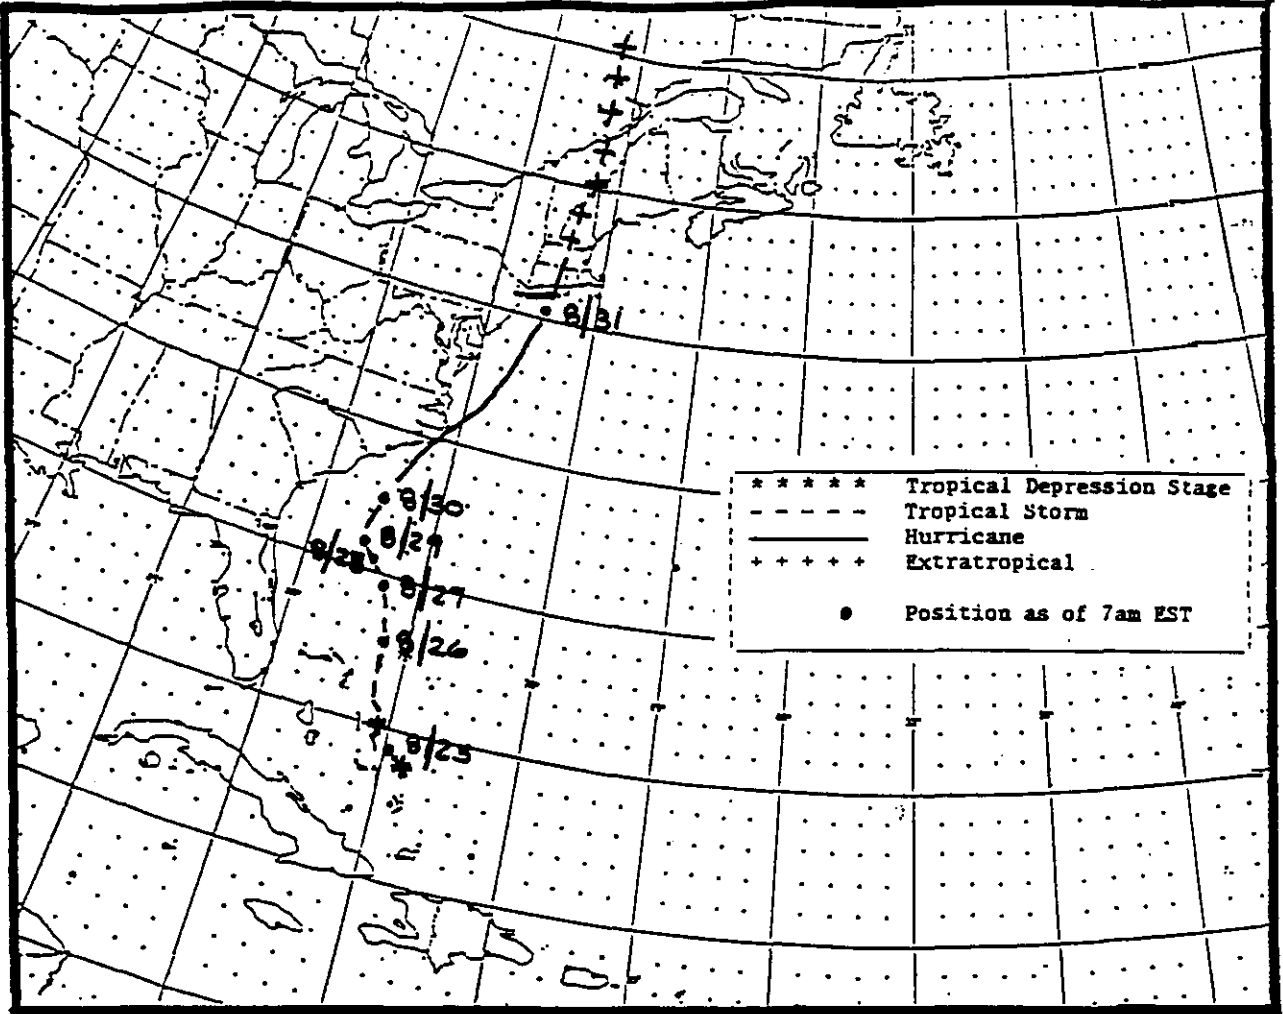 8/31
8/30
8/29
8/28
8/27
8/26
8/25
* * * * * Tropical Depression Stage
- - - - - - Tropical Storm
Hurricane
+ + + + + Extratropical
● Position as of 7am EST